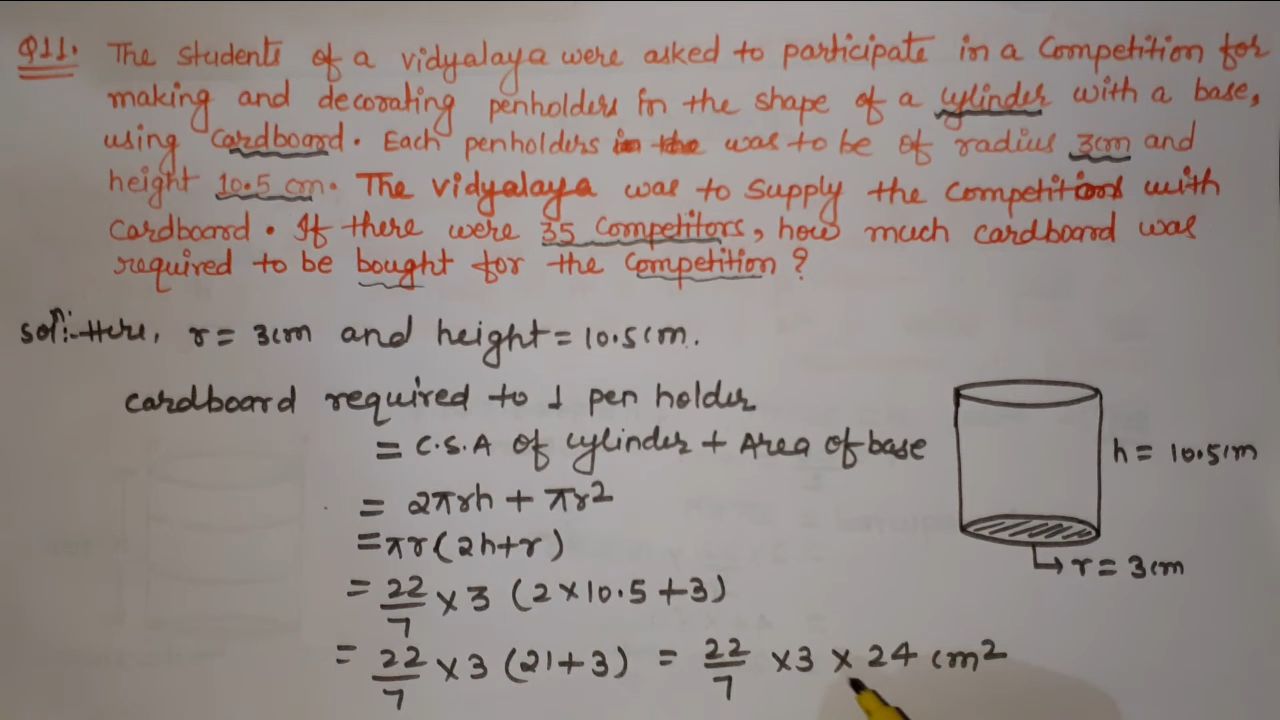 Q11. The students of a vidyalaya were asked to participate in a Competition for
making and decorating penholders in the shape of a cylinder with a base,
using cardboard. Each penholders in the was to be of radius 3cm and
height 10.5 cm. The vidyalaya was to supply the competitors with
cardboard. If there were 35 competitors, how much cardboard was
required to be bought for the competition ?
Soln:- Here, r = 3cm and height = 10.5cm.
cardboard required to 1 pen holder
= C.S.A of cylinder + Area of base
= 2πrh + πr2
= πr(2h+r)
h = 10.5cm
r = 3cm
= 22/7 × 3 (2×10.5+3)
= 22/7 × 3 (21+3) = 22/7 ×3 × 24 cm2